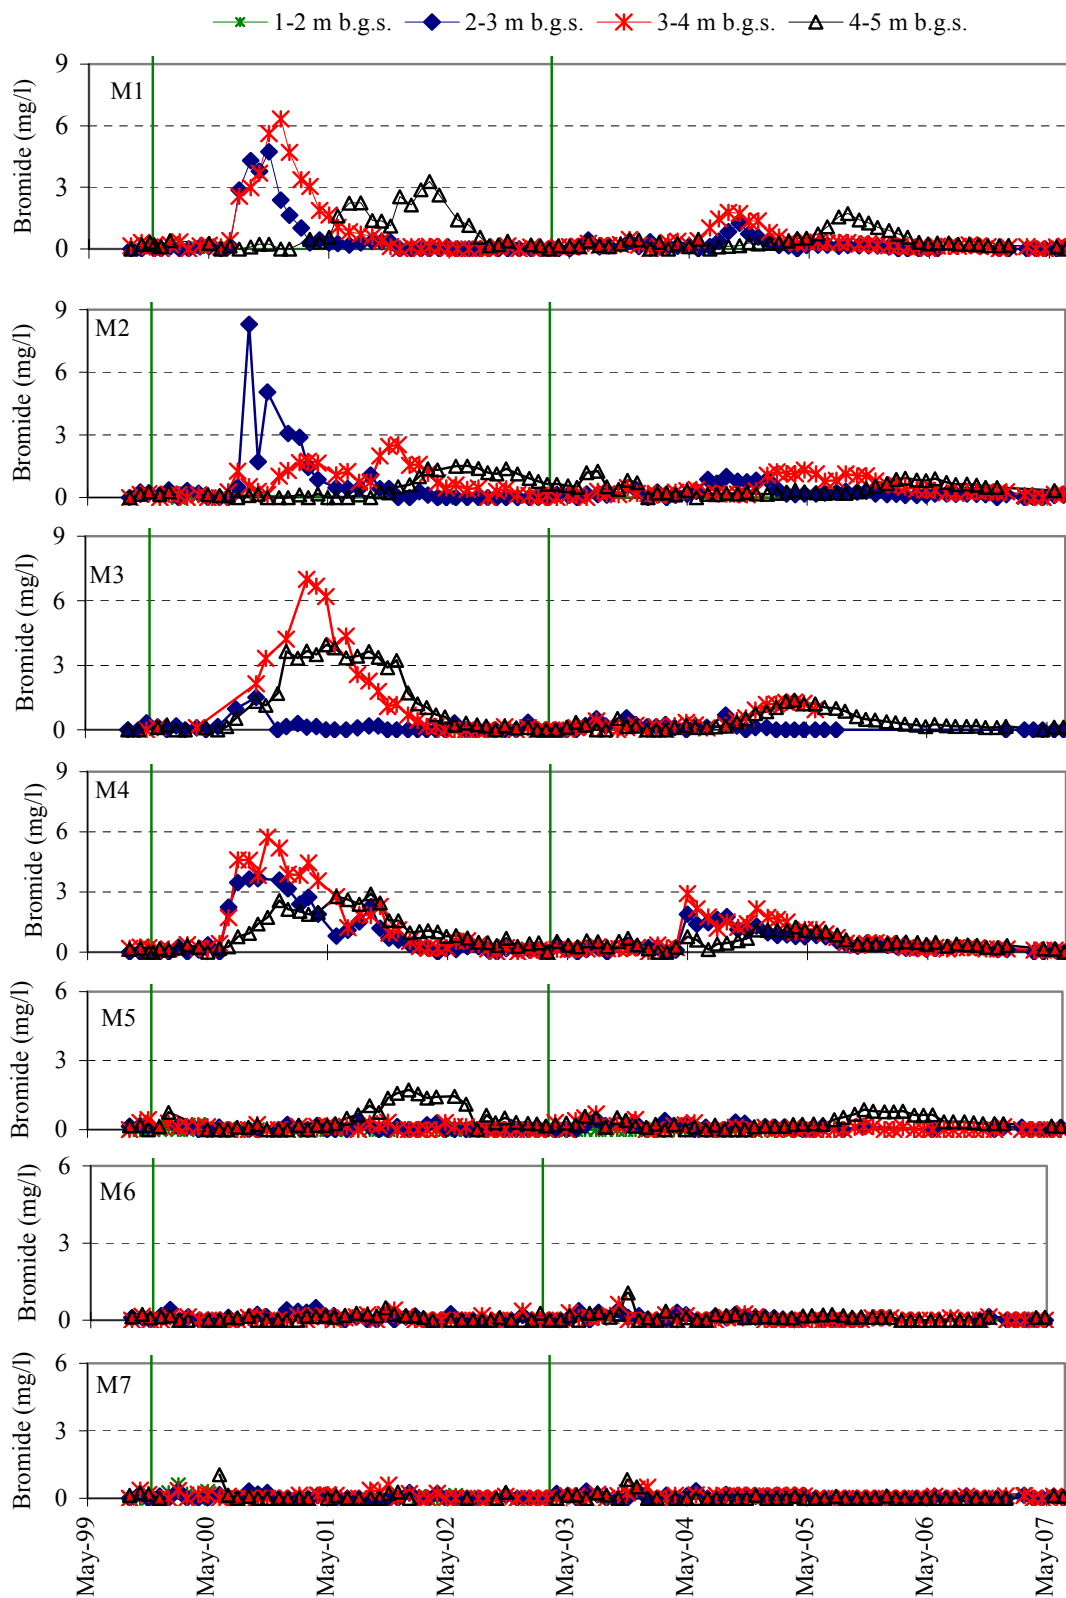 1-2 m b.g.s. 2-3 m b.g.s. 3-4 m b.g.s. 4-5 m b.g.s.
Bromide (mg/l)
9
6
3
0
M1
Bromide (mg/l)
9
6
3
0
M2
Bromide (mg/l)
9
6
3
0
M3
Bromide (mg/l)
9
6
3
0
M4
Bromide (mg/l)
6
3
0
M5
Bromide (mg/l)
6
3
0
M6
Bromide (mg/l)
6
3
0
M7
May-99 May-00 May-01 May-02 May-03 May-04 May-05 May-06 May-07